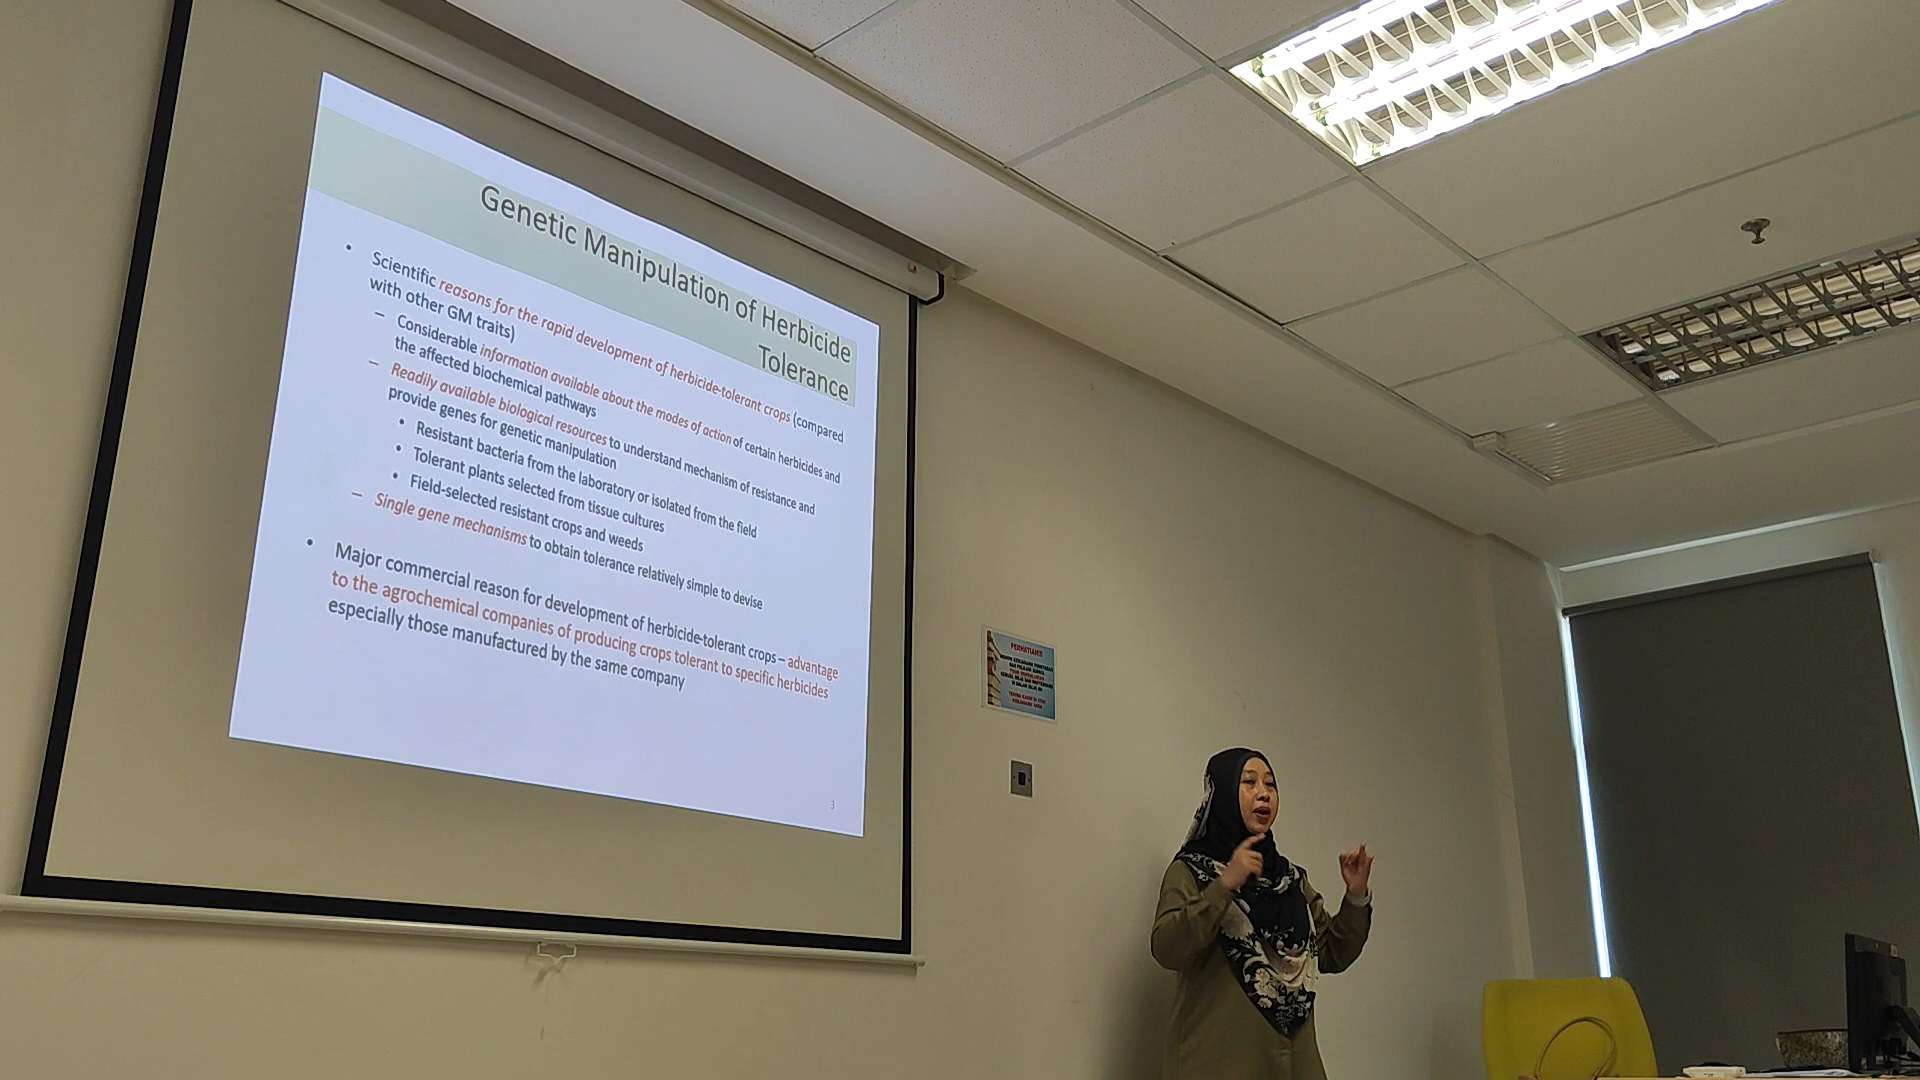 Genetic Manipulation of Herbicide
Tolerance
• Scientific reasons for the rapid development of herbicide-tolerant crops (compared
with other GM traits)
– Considerable information available about the modes of action of certain herbicides and
the affected biochemical pathways
– Readily available biological resources to understand mechanism of resistance and
provide genes for genetic manipulation
• Resistant bacteria from the laboratory or isolated from the field
• Tolerant plants selected from tissue cultures
• Field-selected resistant crops and weeds
– Single gene mechanisms to obtain tolerance relatively simple to devise
• Major commercial reason for development of herbicide-tolerant crops – advantage
to the agrochemical companies of producing crops tolerant to specific herbicides
especially those manufactured by the same company
3
PERHATIAN!!